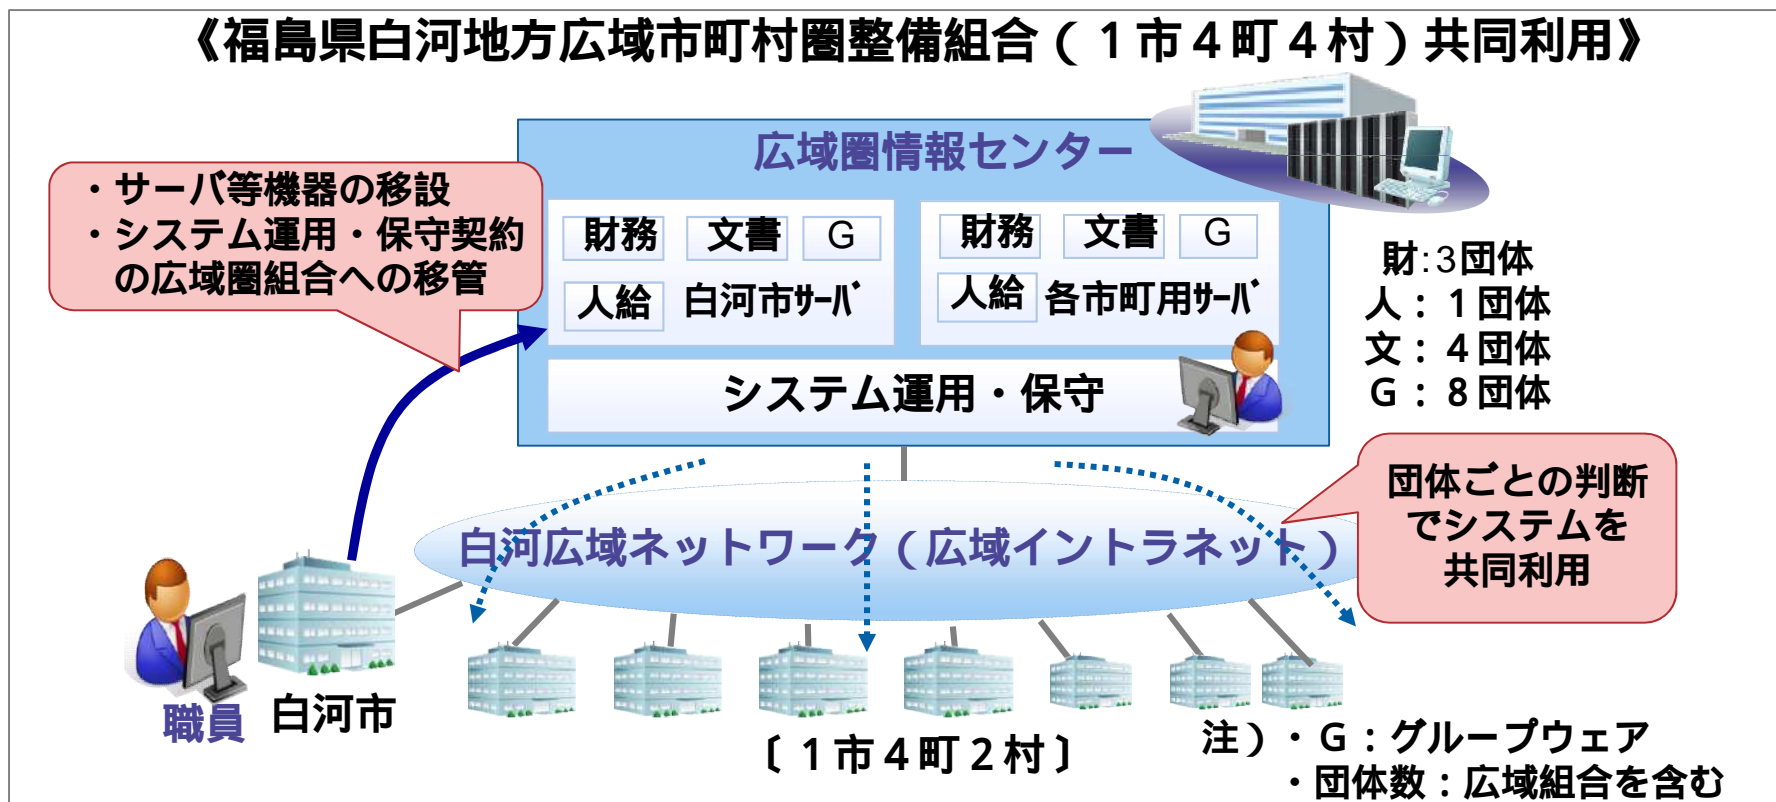 《福島県白河地方広域市町村圏整備組合（１市４町４村）共同利用》
広域圏情報センター
・サーバ等機器の移設
・システム運用・保守契約
の広域圏組合への移管
財務 文書 G
人給 白河市ｻｰﾊﾞ
財務 文書 G
人給 各市町用ｻｰﾊﾞ
システム運用・保守
財:3団体
人：１団体
文：４団体
Ｇ：８団体
団体ごとの判断
でシステムを
共同利用
白河広域ネットワーク（広域イントラネット）
職員
白河市
〔１市４町２村〕
注）・Ｇ：グループウェア
・団体数：広域組合を含む